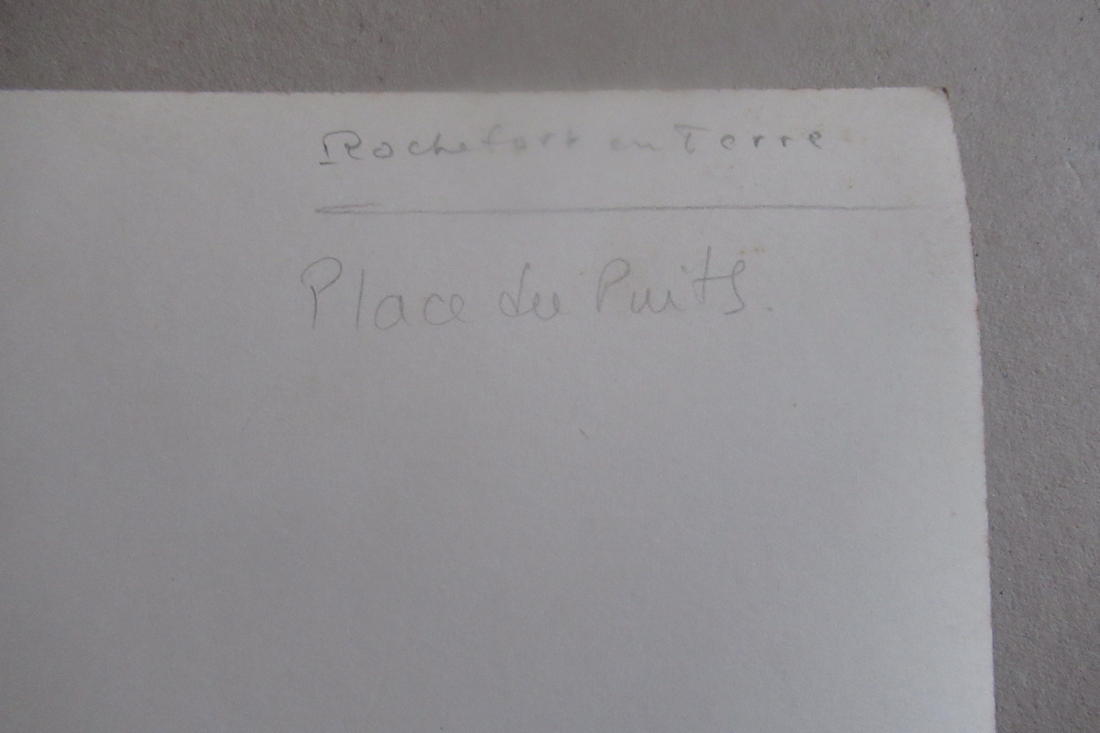 Rochefort en Terre
Place du Puits.